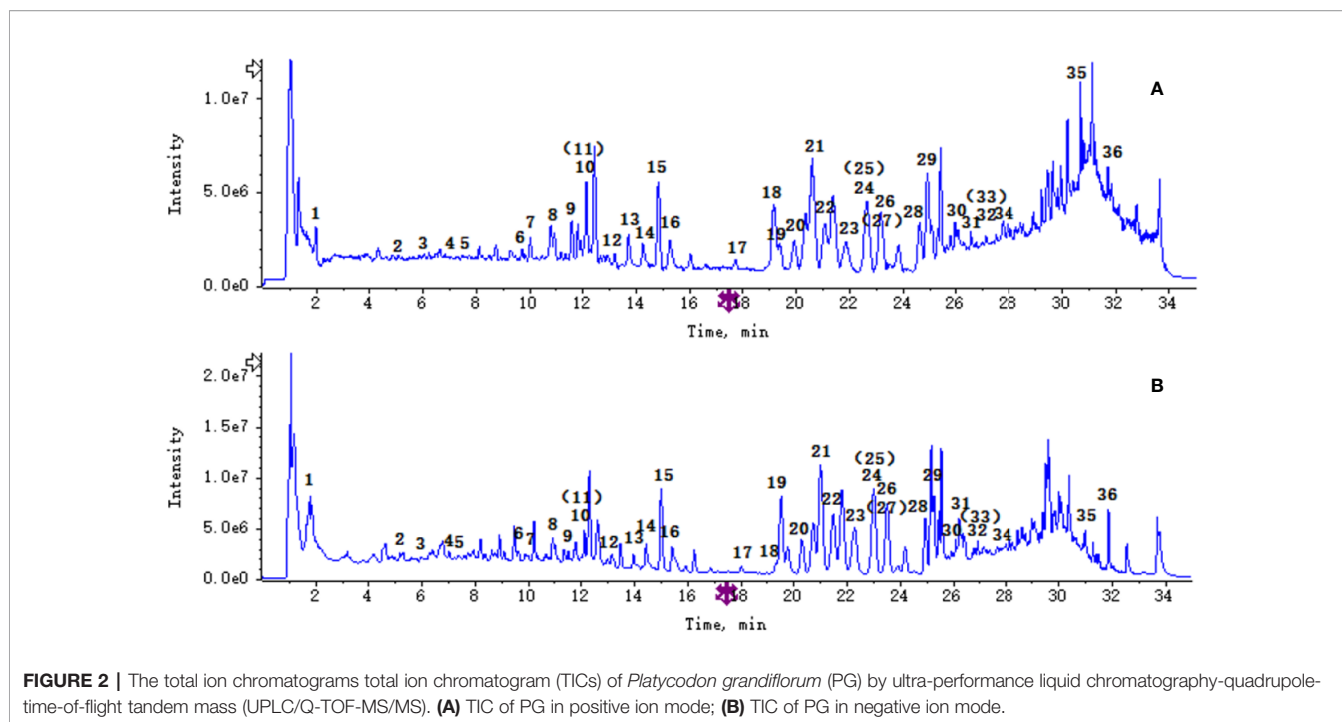 A
1.0e7
5.0e6
0.0e0
Intensity
1 2 3 4 5 6 7 8 9 (11) 10 12 13 14 15 16 17 18 19 20 21 22 23 (25) 24 26 (27) 28 29 30 31 (33) 32 34 35 36
2 4 6 8 10 12 14 16 18 20 22 24 26 28 30 32 34
Time, min
B
2.0e7
1.5e7
1.0e7
5.0e6
0.0e0
Intensity
1 2 3 4 5 6 7 8 9 (11) 10 12 13 14 15 16 17 18 19 20 21 22 23 (25) 24 26 (27) 28 29 30 31 (33) 32 34 35 36
2 4 6 8 10 12 14 16 18 20 22 24 26 28 30 32 34
Time, min
FIGURE 2 | The total ion chromatograms total ion chromatogram (TICs) of Platycodon grandiflorum (PG) by ultra-performance liquid chromatography-quadrupole-
time-of-flight tandem mass (UPLC/Q-TOF-MS/MS). (A) TIC of PG in positive ion mode; (B) TIC of PG in negative ion mode.